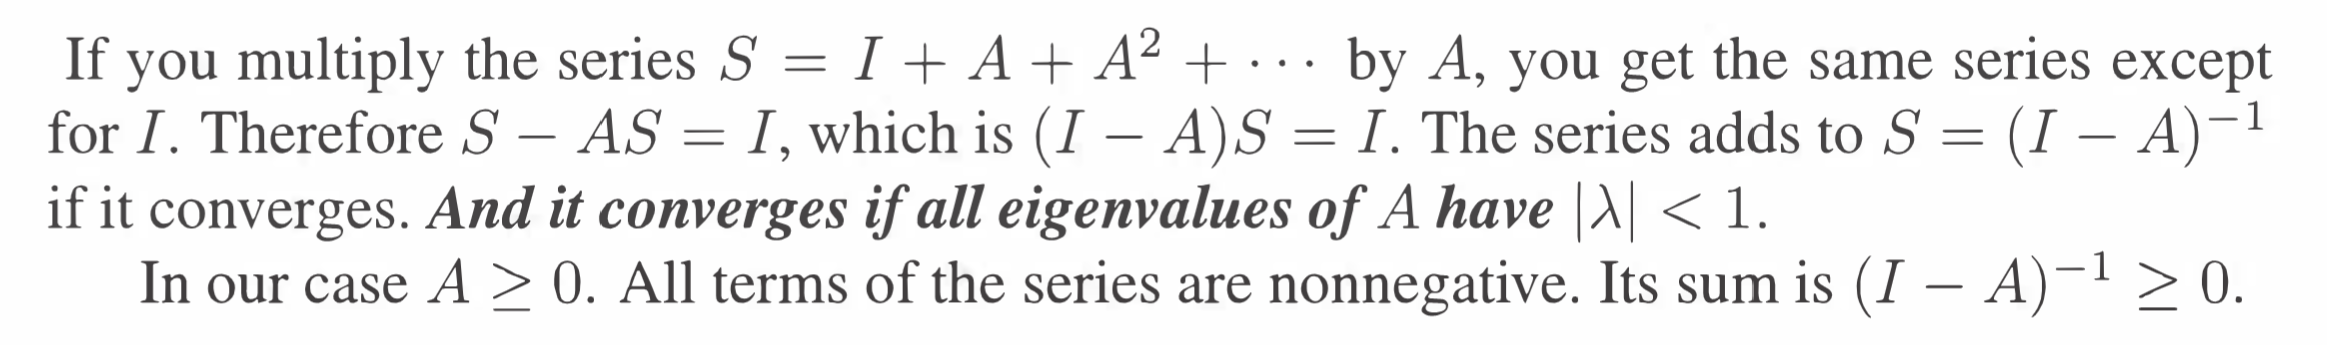 If you multiply the series S = I + A + A² + ··· by A, you get the same series except
for I. Therefore S − AS = I, which is (I − A)S = I. The series adds to S = (I − A)⁻¹
if it converges. And it converges if all eigenvalues of A have |λ| < 1.
In our case A ≥ 0. All terms of the series are nonnegative. Its sum is (I − A)⁻¹ ≥ 0.